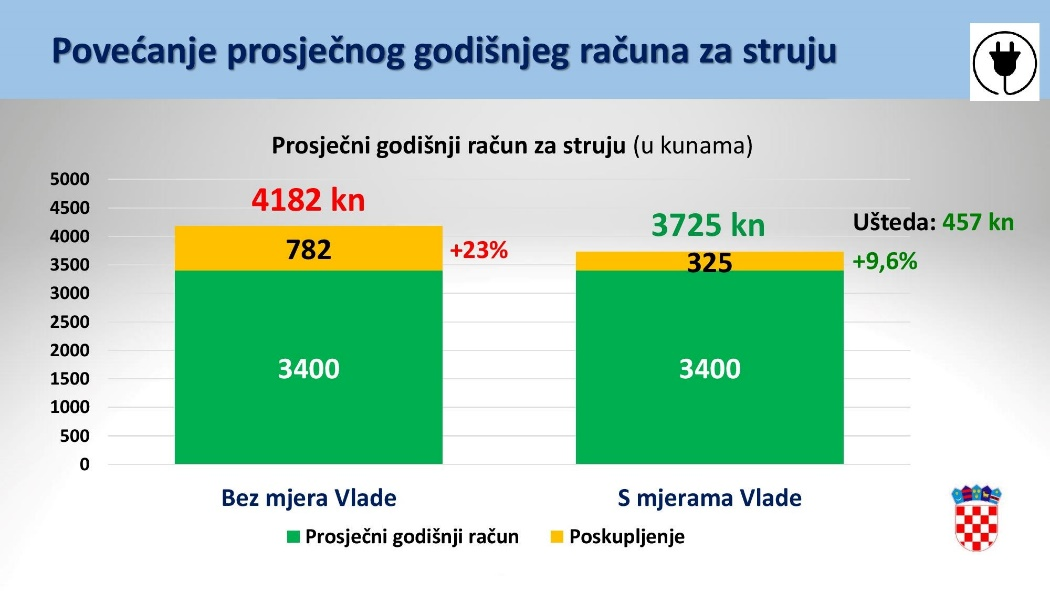 Povećanje prosječnog godišnjeg računa za struju
Prosječni godišnji račun za struju (u kunama)
5000
4500
4000
3500
3000
2500
2000
1500
1000
500
0
4182 kn
782
+23%
3400
3725 kn
325
3400
Ušteda: 457 kn
+9,6%
Bez mjera Vlade
S mjerama Vlade
Prosječni godišnji račun
Poskupljenje